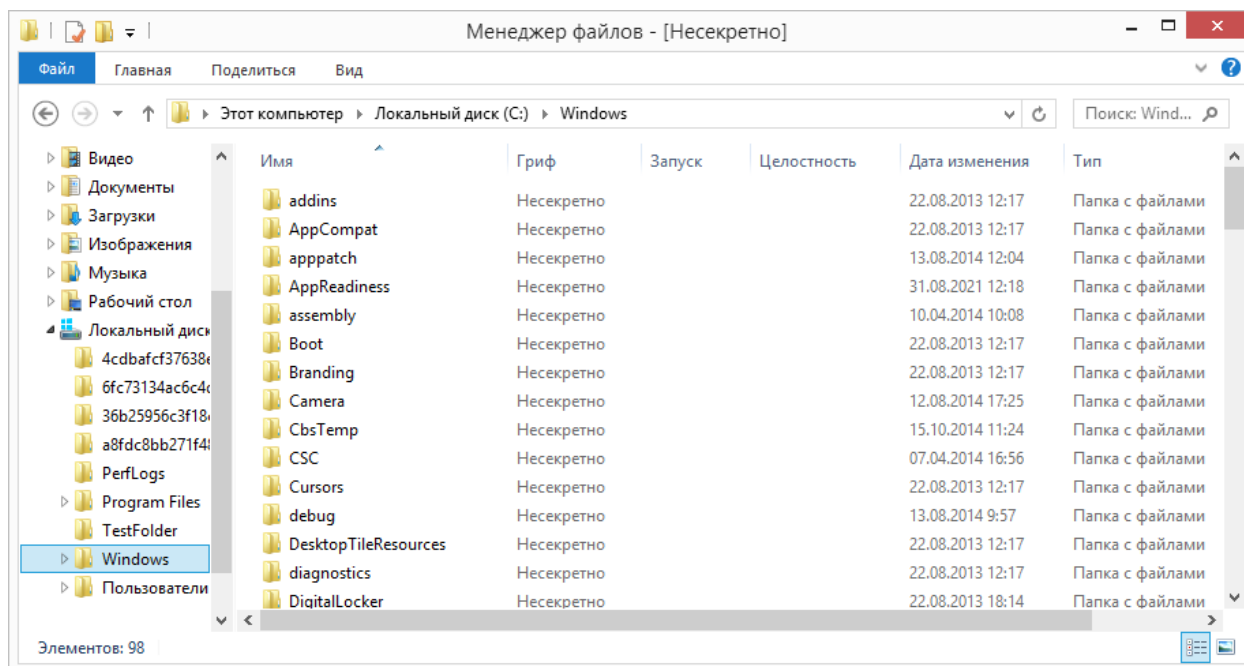 Менеджер файлов - [Несекретно]
Файл Главная Поделиться Вид
Этот компьютер Локальный диск (C:) Windows Поиск: Wind...
Видео
Документы
Загрузки
Изображения
Музыка
Рабочий стол
Локальный диск
4cdbafcf37638e
6fc73134ac6c4c
36b25956c3f18
a8fdc8bb271f48
PerfLogs
Program Files
TestFolder
Windows
Пользователи
Имя Гриф Запуск Целостность Дата изменения Тип
addins Несекретно 22.08.2013 12:17 Папка с файлами
AppCompat Несекретно 22.08.2013 12:17 Папка с файлами
apppatch Несекретно 13.08.2014 12:04 Папка с файлами
AppReadiness Несекретно 31.08.2021 12:18 Папка с файлами
assembly Несекретно 10.04.2014 10:08 Папка с файлами
Boot Несекретно 22.08.2013 12:17 Папка с файлами
Branding Несекретно 22.08.2013 12:17 Папка с файлами
Camera Несекретно 12.08.2014 17:25 Папка с файлами
CbsTemp Несекретно 15.10.2014 11:24 Папка с файлами
CSC Несекретно 07.04.2014 16:56 Папка с файлами
Cursors Несекретно 22.08.2013 12:17 Папка с файлами
debug Несекретно 13.08.2014 9:57 Папка с файлами
DesktopTileResources Несекретно 22.08.2013 12:17 Папка с файлами
diagnostics Несекретно 22.08.2013 12:17 Папка с файлами
DigitalLocker Несекретно 22.08.2013 18:14 Папка с файлами
Элементов: 98